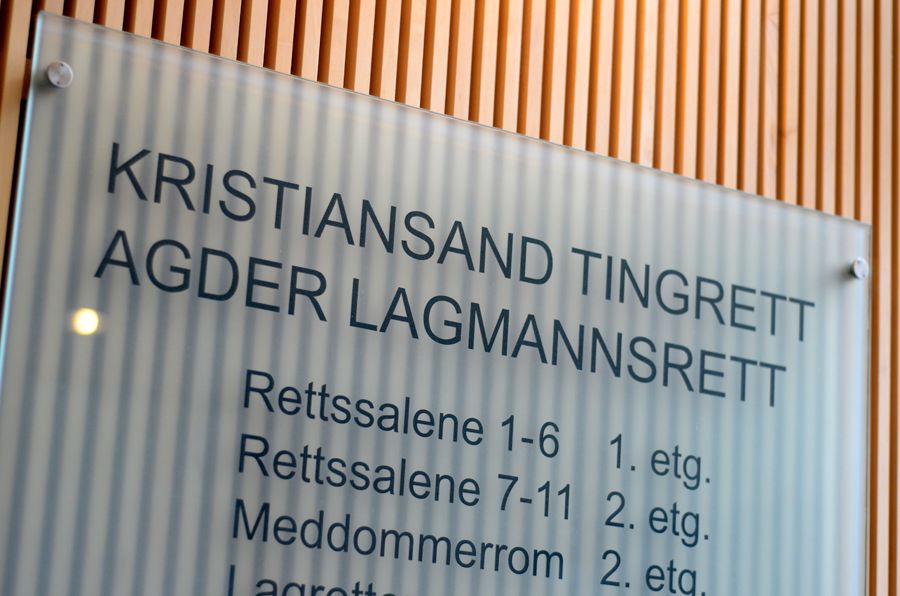 KRISTIANSAND TINGRETT
AGDER LAGMANNSRETT
Rettssalene 1-6 1. etg.
Rettssalene 7-11 2. etg.
Meddommerrom 2. etg.